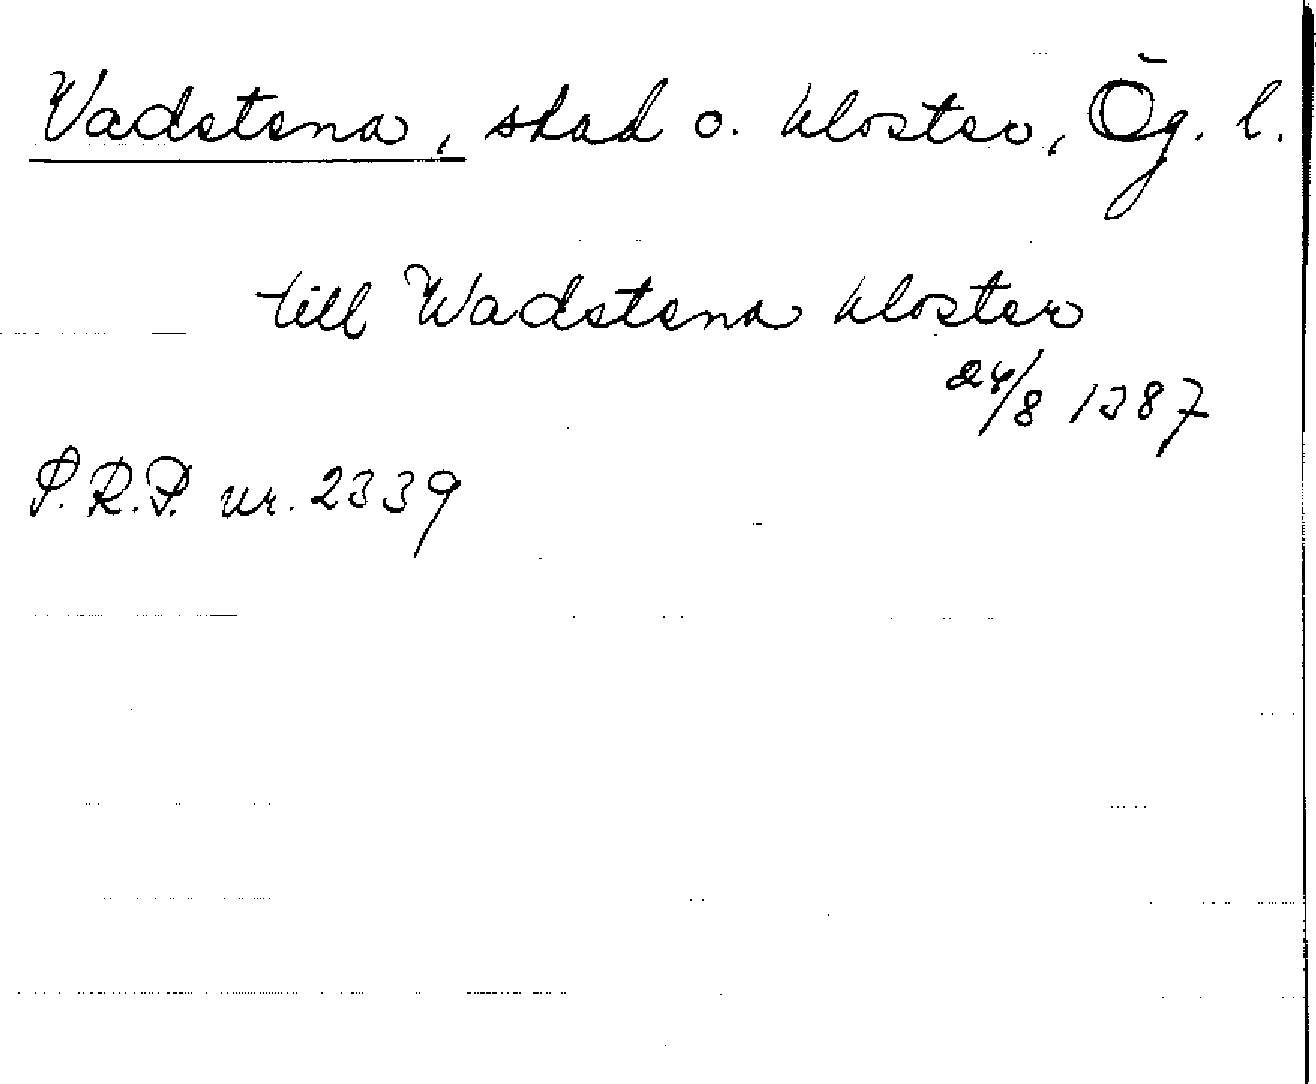 Vadstena, stad o. kloster, Ög. l.
till Wadstena kloster
24/8 1387
S.R.P. nr. 2339